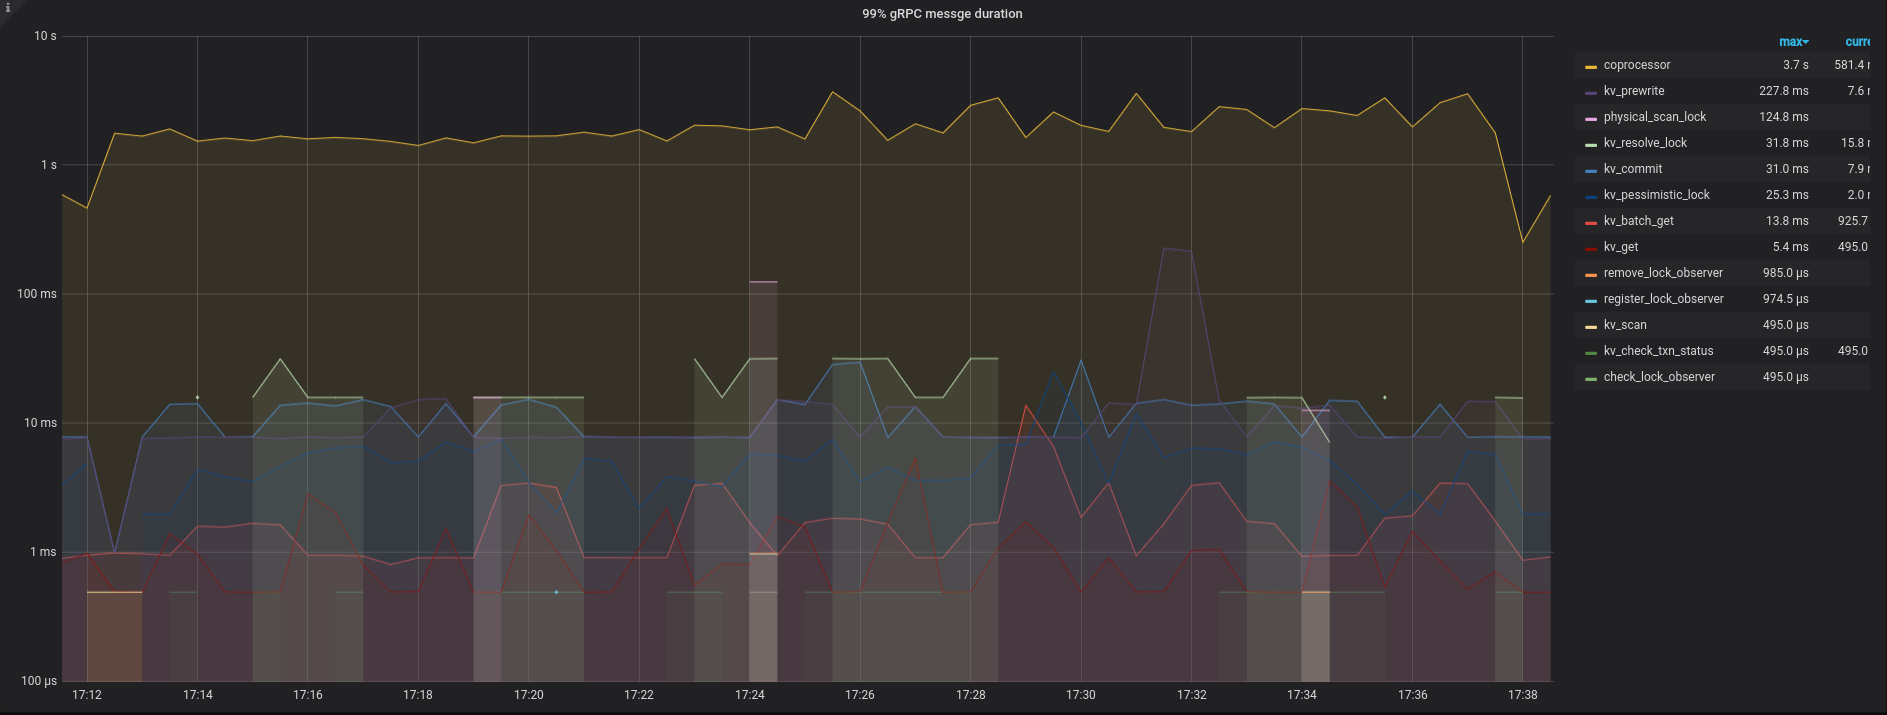 i
99% gRPC messge duration
10 s
1 s
100 ms
10 ms
1 ms
100 µs
17:12 17:14 17:16 17:18 17:20 17:22 17:24 17:26 17:28 17:30 17:32 17:34 17:36 17:38
max curre
coprocessor 3.7 s 581.4
kv_prewrite 227.8 ms 7.6
physical_scan_lock 124.8 ms
kv_resolve_lock 31.8 ms 15.8
kv_commit 31.0 ms 7.9
kv_pessimistic_lock 25.3 ms 2.0
kv_batch_get 13.8 ms 925.7
kv_get 5.4 ms 495.0
remove_lock_observer 985.0 µs
register_lock_observer 974.5 µs
kv_scan 495.0 µs
kv_check_txn_status 495.0 µs 495.0
check_lock_observer 495.0 µs